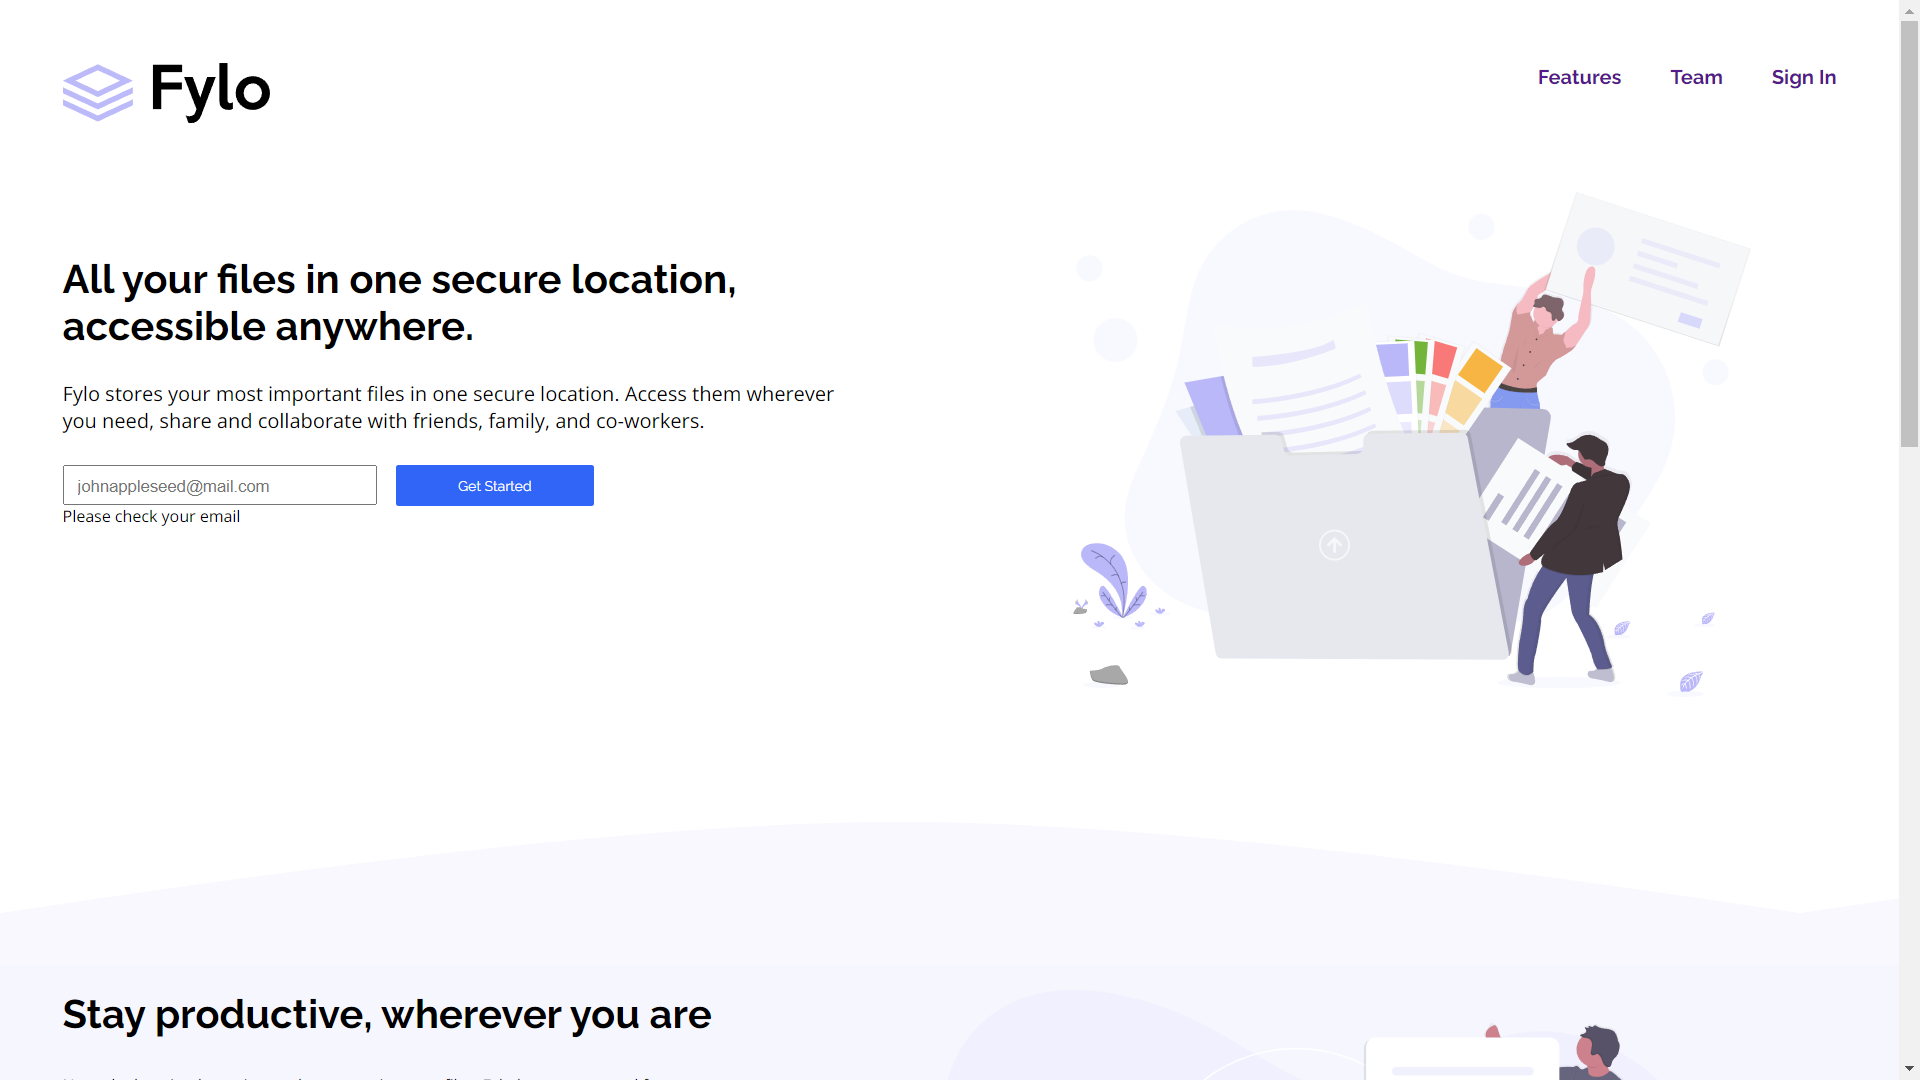 Fylo
Features
Team
Sign In
All your files in one secure location,
accessible anywhere.
Fylo stores your most important files in one secure location. Access them wherever
you need, share and collaborate with friends, family, and co-workers.
johnappleseed@mail.com
Get Started
Please check your email
Stay productive, wherever you are